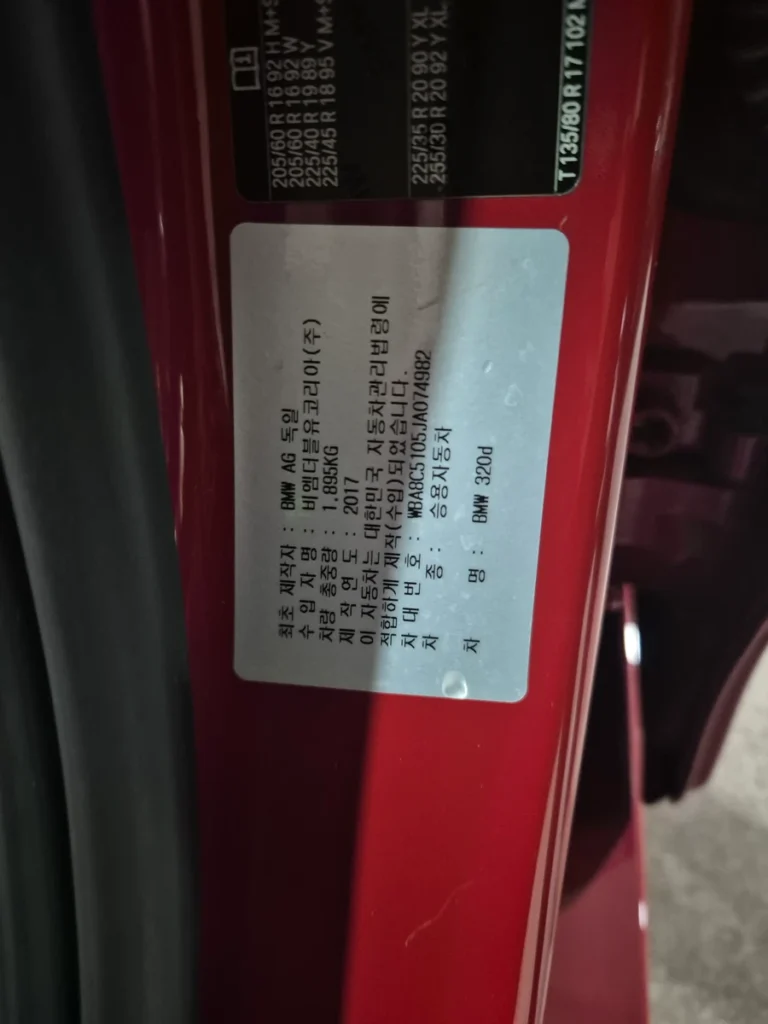 205/60 R 16 92 H M+S
205/60 R 16 92 W
225/40 R 19 89 Y
225/45 R 18 95 V M+S
225/35 R 20 90 Y XL
255/30 R 20 92 Y XL
T 135/80 R 17 102 M
최초 제작자 : BMW AG 독일
수 입 자 명 : 비엠더블유코리아(주)
차량 총중량 : 1.895KG
제 작 연 도 : 2017
이 자동차는 대한민국 자동차관리법령에
적합하게 제작(수입)되었습니다.
차 대 번 호 : WBA8C5105JA074982
차 종 : 승용자동차
차 명 : BMW 320d